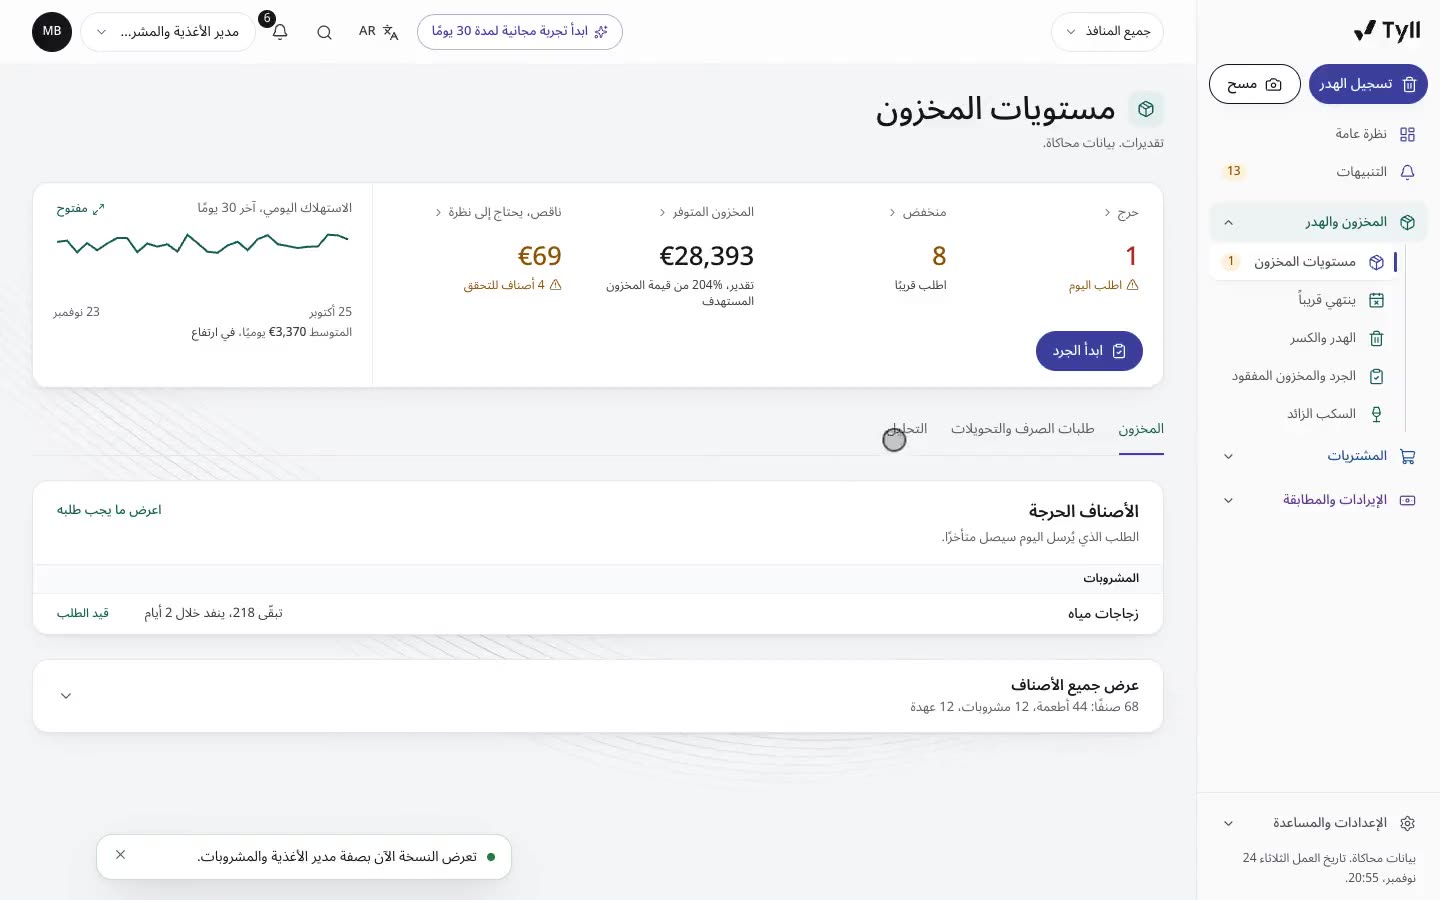 Tyll
تسجيل الهدر
مسح
نظرة عامة
التنبيهات
13
المخزون والهدر
مستويات المخزون
1
ينتهي قريباً
الهدر والكسر
الجرد والمخزون المفقود
السكب الزائد
المشتريات
الإيرادات والمطابقة
الإعدادات والمساعدة
بيانات محاكاة. تاريخ العمل الثلاثاء 24
نوفمبر، 20:55.
جميع المنافذ
ابدأ تجربة مجانية لمدة 30 يومًا
AR
6
مدير الأغذية والمشر...
MB
مستويات المخزون
تقديرات. بيانات محاكاة.
حرج
1
اطلب اليوم
منخفض
8
اطلب قريبًا
المخزون المتوفر
€28,393
تقدير، 204% من قيمة المخزون
المستهدف
ناقص، يحتاج إلى نظرة
€69
4 أصناف للتحقق
ابدأ الجرد
الاستهلاك اليومي، آخر 30 يومًا
مفتوح
25 أكتوبر
23 نوفمبر
المتوسط €3,370 يوميًا، في ارتفاع
المخزون
طلبات الصرف والتحويلات
التحليل
الأصناف الحرجة
اعرض ما يجب طلبه
الطلب الذي يُرسل اليوم سيصل متأخرًا.
المشروبات
زجاجات مياه
تبقّى 218، ينفد خلال 2 أيام
قيد الطلب
عرض جميع الأصناف
68 صنفًا: 44 أطعمة، 12 مشروبات، 12 عهدة
تعرض النسخة الآن بصفة مدير الأغذية والمشروبات.